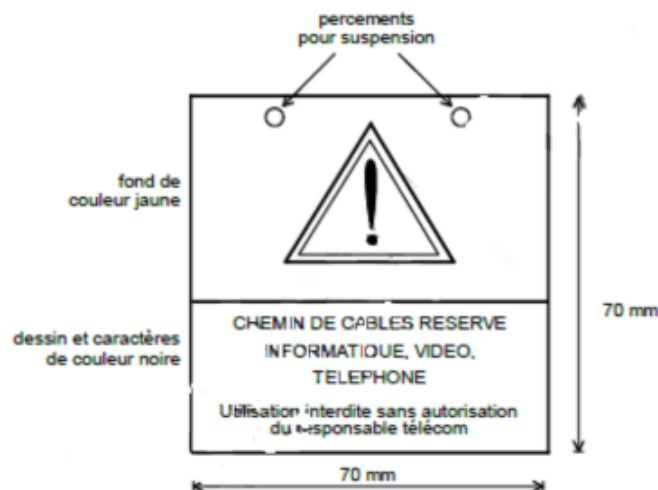 percements
pour suspension
fond de
couleur jaune
dessin et caractères
de couleur noire
CHEMIN DE CABLES RESERVE
INFORMATIQUE, VIDEO,
TELEPHONE
Utilisation interdite sans autorisation
du responsable télécom
70 mm
70 mm